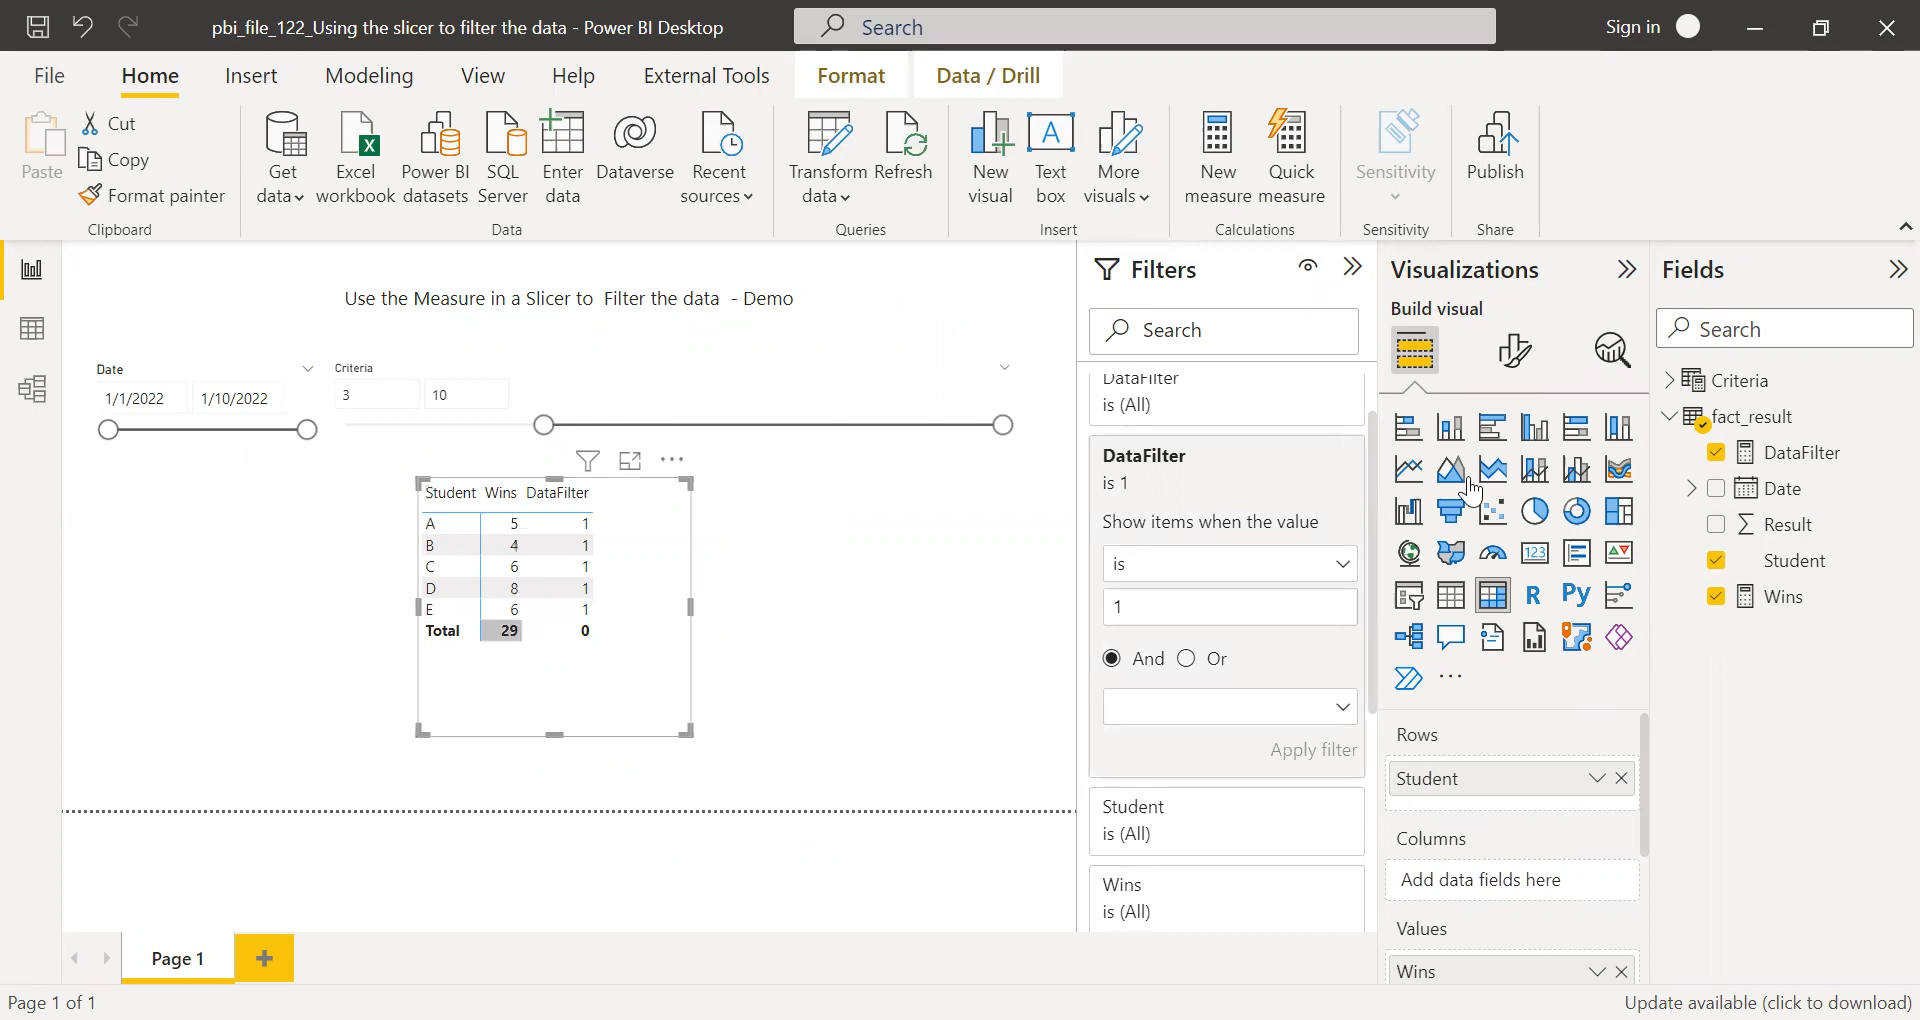 pbi_file_122_Using the slicer to filter the data - Power BI Desktop
Search
Sign in
File
Home
Insert
Modeling
View
Help
External Tools
Format
Data / Drill
Paste
Cut
Copy
Format painter
Clipboard
Get data
Excel workbook
Power BI datasets
SQL Server
Enter data
Dataverse
Recent sources
Data
Transform data
Refresh
Queries
New visual
Text box
More visuals
Insert
New measure
Quick measure
Calculations
Sensitivity
Sensitivity
Publish
Share
Use the Measure in a Slicer to Filter the data - Demo
Date
1/1/2022 1/10/2022
Criteria
3 10
Student Wins DataFilter
A 5 1
B 4 1
C 6 1
D 8 1
E 6 1
Total 29 0
Filters
Search
DataFilter
is (All)
DataFilter
is 1
Show items when the value
is
1
And Or
Apply filter
Student
is (All)
Wins
is (All)
Visualizations
Build visual
123
R Py
Rows
Student
Columns
Add data fields here
Values
Wins
Fields
Search
Criteria
fact_result
DataFilter
Date
Result
Student
Wins
Page 1
Page 1 of 1
Update available (click to download)